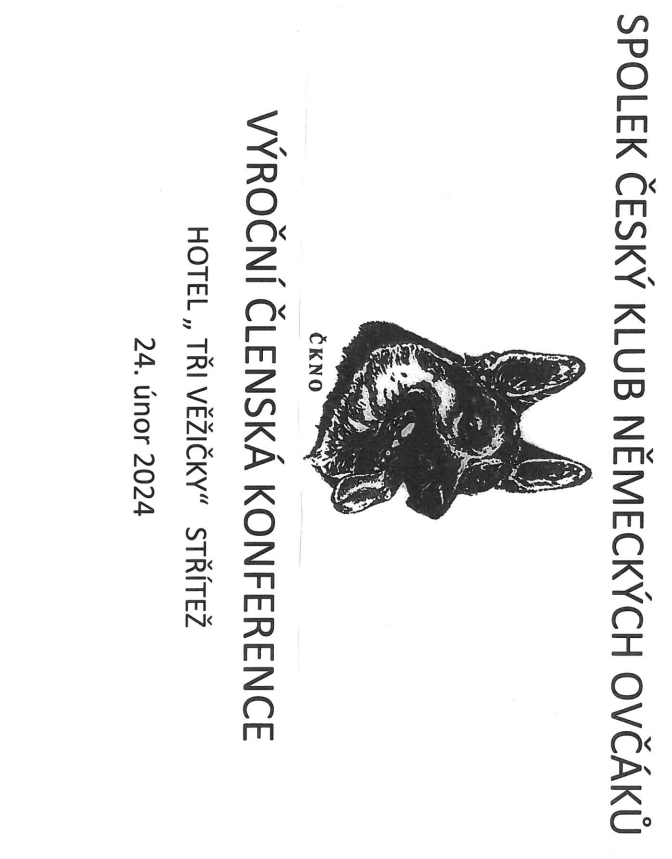 SPOLEK ČESKÝ KLUB NĚMECKÝCH OVČÁKŮ
ČKNO
VÝROČNÍ ČLENSKÁ KONFERENCE
HOTEL „ TŘI VĚŽIČKY“ STŘÍTEŽ
24. únor 2024